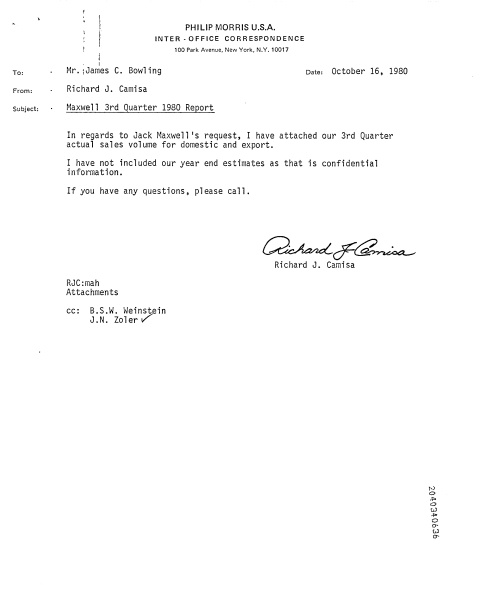 PHILIP MORRIS U.S.A.
INTER-OFFICE CORRESPONDENCE
100 Park Avenue, New York, N.Y. 10017
To: Mr. James C. Bowling Date: October 16, 1980
From: Richard J. Camisa
Subject: Maxwell 3rd Quarter 1980 Report
In regards to Jack Maxwell's request, I have attached our 3rd Quarter
actual sales volume for domestic and export.
I have not included our year end estimates as that is confidential
information.
If you have any questions, please call.
Richard J Camisa
Richard J. Camisa
RJC:mah
Attachments
cc: B.S.W. Weinstein
J.N. Zoler
2040340636